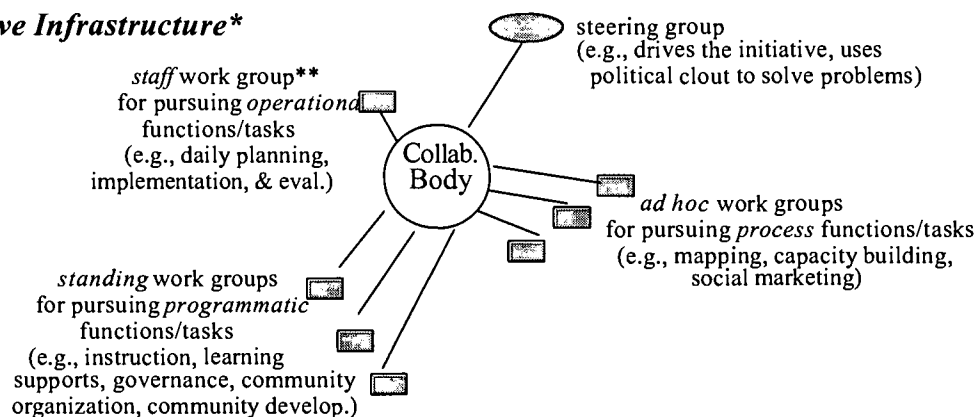 ve Infrastructure*
steering group
(e.g., drives the initiative, uses
political clout to solve problems)
staff work group**
for pursuing operationa
functions/tasks
(e.g., daily planning,
implementation, & eval.)
Collab.
Body
ad hoc work groups
for pursuing process functions/tasks
(e.g., mapping, capacity building,
social marketing)
standing work groups
for pursuing programmatic
functions/tasks
(e.g., instruction, learning
supports, governance, community
organization, community develop.)